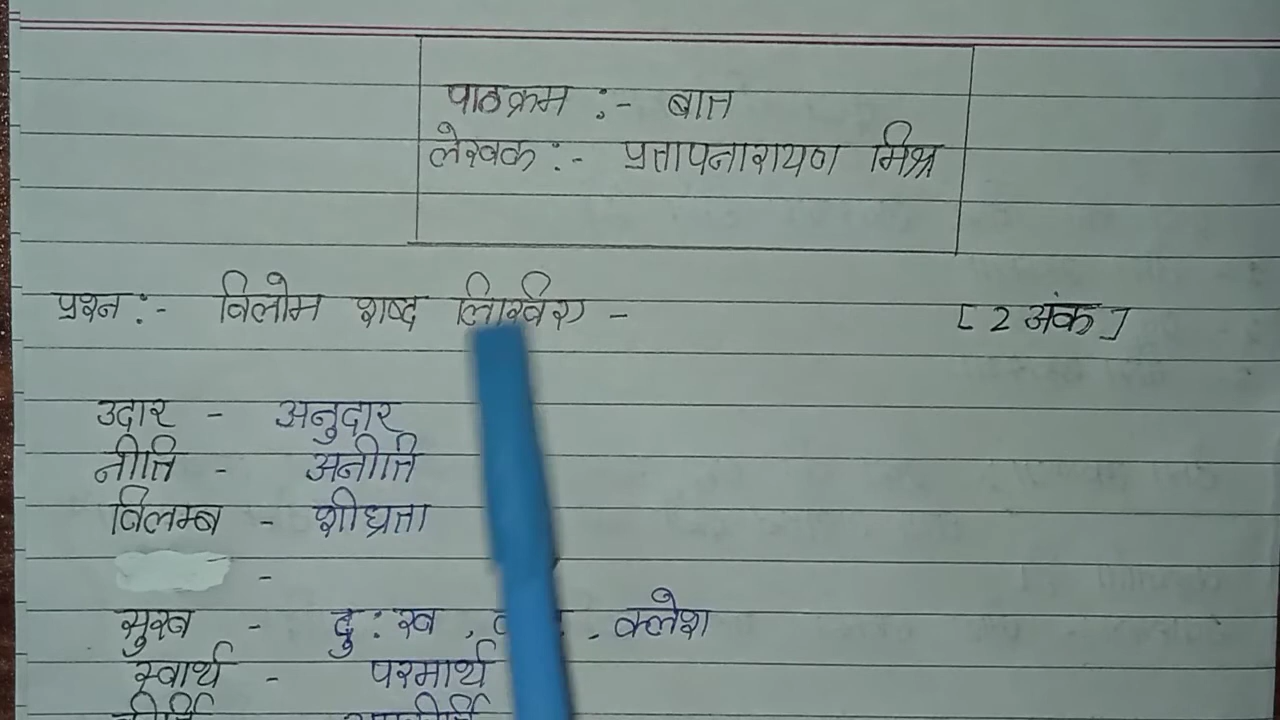 पाठक्रम :- बात
लेखक :- प्रतापनारायण मिश्र
प्रश्न :- विलोम शब्द लिखिए - [2 अंक]
उदार - अनुदार
नीति - अनीति
विलम्ब - शीघ्रता
-
सुख - दु:ख , , क्लेश
स्वार्थ - परमार्थ